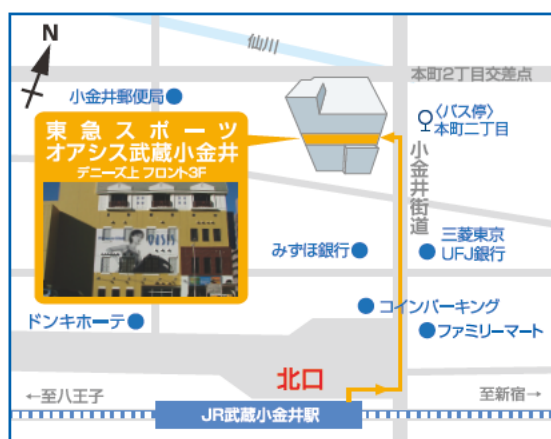 N
仙川
本町2丁目交差点
小金井郵便局
〈バス停〉
本町二丁目
東急スポーツ
オアシス武蔵小金井
デニーズ上 フロント3F
OASIS
小金井街道
みずほ銀行
三菱東京
UFJ銀行
コインパーキング
ドンキホーテ
ファミリーマート
北口
←至八王子
至新宿→
JR武蔵小金井駅